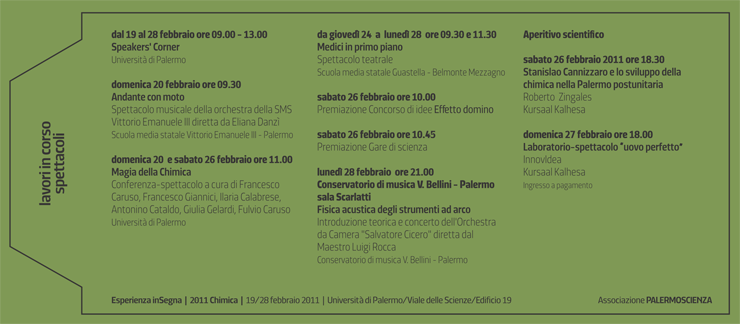 lavori in corso
spettacoli
dal 19 al 28 febbraio ore 09.00 - 13.00
Speakers' Corner
Università di Palermo
domenica 20 febbraio ore 09.30
Andante con moto
Spettacolo musicale della orchestra della SMS
Vittorio Emanuele III diretta da Eliana Danzì
Scuola media statale Vittorio Emanuele III - Palermo
domenica 20 e sabato 26 febbraio ore 11.00
Magia della Chimica
Conferenza-spettacolo a cura di Francesco
Caruso, Francesco Giannici, Ilaria Calabrese,
Antonino Cataldo, Giulia Gelardi, Fulvio Caruso
Università di Palermo
da giovedì 24 a lunedì 28 ore 09.30 e 11.30
Medici in primo piano
Spettacolo teatrale
Scuola media statale Guastella - Belmonte Mezzagno
sabato 26 febbraio ore 10.00
Premiazione Concorso di idee Effetto domino
sabato 26 febbraio ore 10.45
Premiazione Gare di scienza
lunedì 28 febbraio ore 21.00
Conservatorio di musica V. Bellini - Palermo
sala Scarlatti
Fisica acustica degli strumenti ad arco
Introduzione teorica e concerto dell'Orchestra
da Camera "Salvatore Cicero" diretta dal
Maestro Luigi Rocca
Conservatorio di musica V. Bellini - Palermo
Aperitivo scientifico
sabato 26 febbraio 2011 ore 18.30
Stanislao Cannizzaro e lo sviluppo della
chimica nella Palermo postunitaria
Roberto Zingales
Kursaal Kalhesa
domenica 27 febbraio ore 18.00
Laboratorio-spettacolo "uovo perfetto"
InnovIdea
Kursaal Kalhesa
Ingresso a pagamento
Esperienza inSegna | 2011 Chimica | 19/28 febbraio 2011 | Università di Palermo/Viale delle Scienze/Edificio 19
Associazione PALERMOSCIENZA